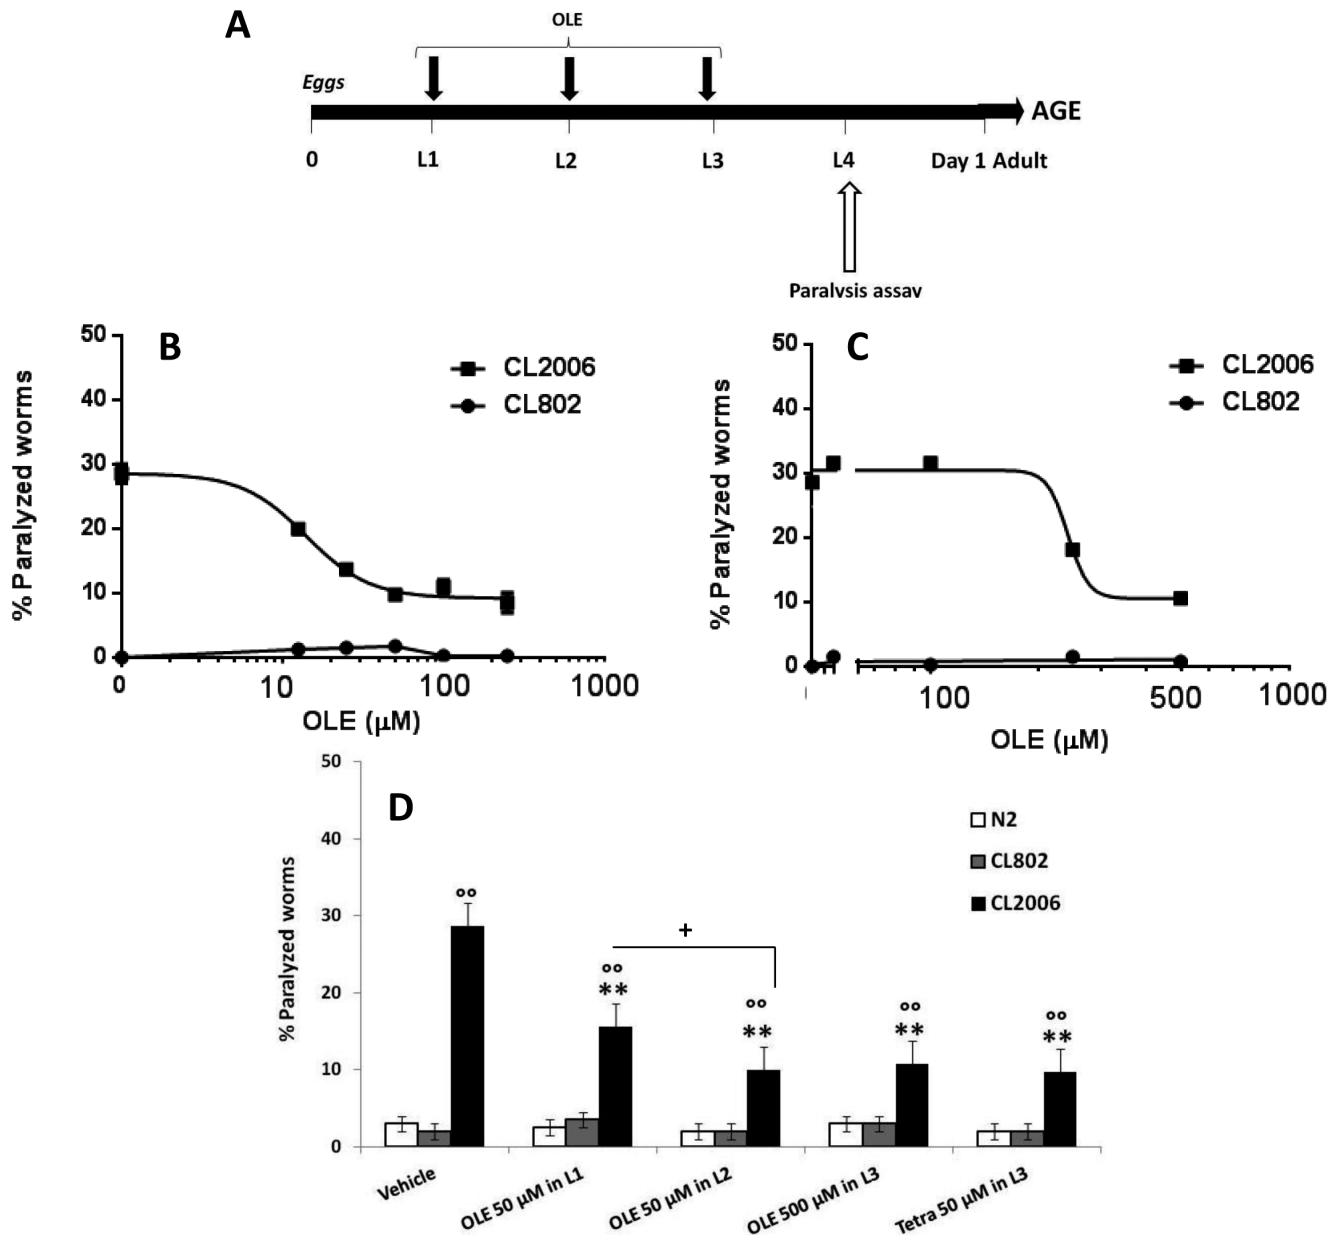 A
OLE
Eggs
AGE
0 L1 L2 L3 L4 Day 1 Adult
Paralvsis assav
B
50
40
30
20
10
0
% Paralyzed worms
CL2006
CL802
0 10 100 1000
OLE (μM)
C
50
40
30
20
10
0
% Paralyzed worms
CL2006
CL802
100 500 1000
OLE (μM)
D
50
40
30
20
10
0
% Paralyzed worms
N2
CL802
CL2006
°°
°°
**
+
°°
**
°°
**
°°
**
Vehicle
OLE 50 μM in L1
OLE 50 μM in L2
OLE 500 μM in L3
Tetra 50 μM in L3